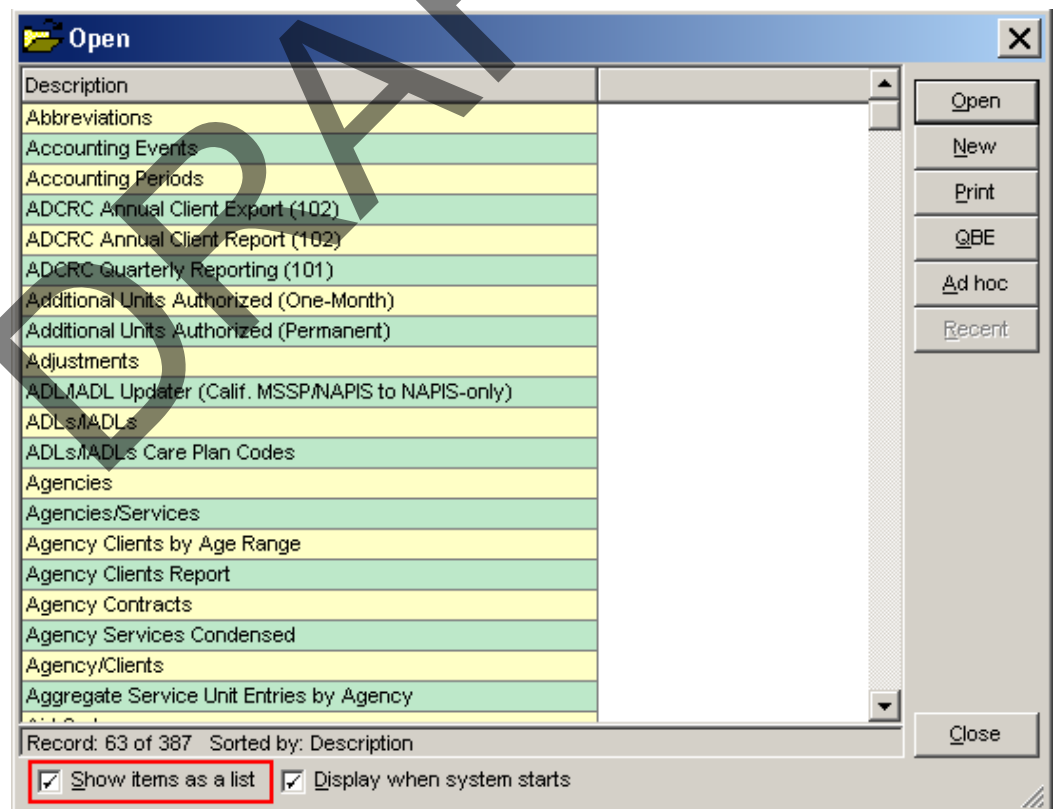 Open
Description
Abbreviations
Accounting Events
Accounting Periods
ADCRC Annual Client Export (102)
ADCRC Annual Client Report (102)
ADCRC Quarterly Reporting (101)
Additional Units Authorized (One-Month)
Additional Units Authorized (Permanent)
Adjustments
ADL/IADL Updater (Calif. MSSP/NAPIS to NAPIS-only)
ADLs/IADLs
ADLs/IADLs Care Plan Codes
Agencies
Agencies/Services
Agency Clients by Age Range
Agency Clients Report
Agency Contracts
Agency Services Condensed
Agency/Clients
Aggregate Service Unit Entries by Agency
Record: 63 of 387 Sorted by: Description
Show items as a list
Display when system starts
Open
New
Print
QBE
Ad hoc
Recent
Close
DRAF